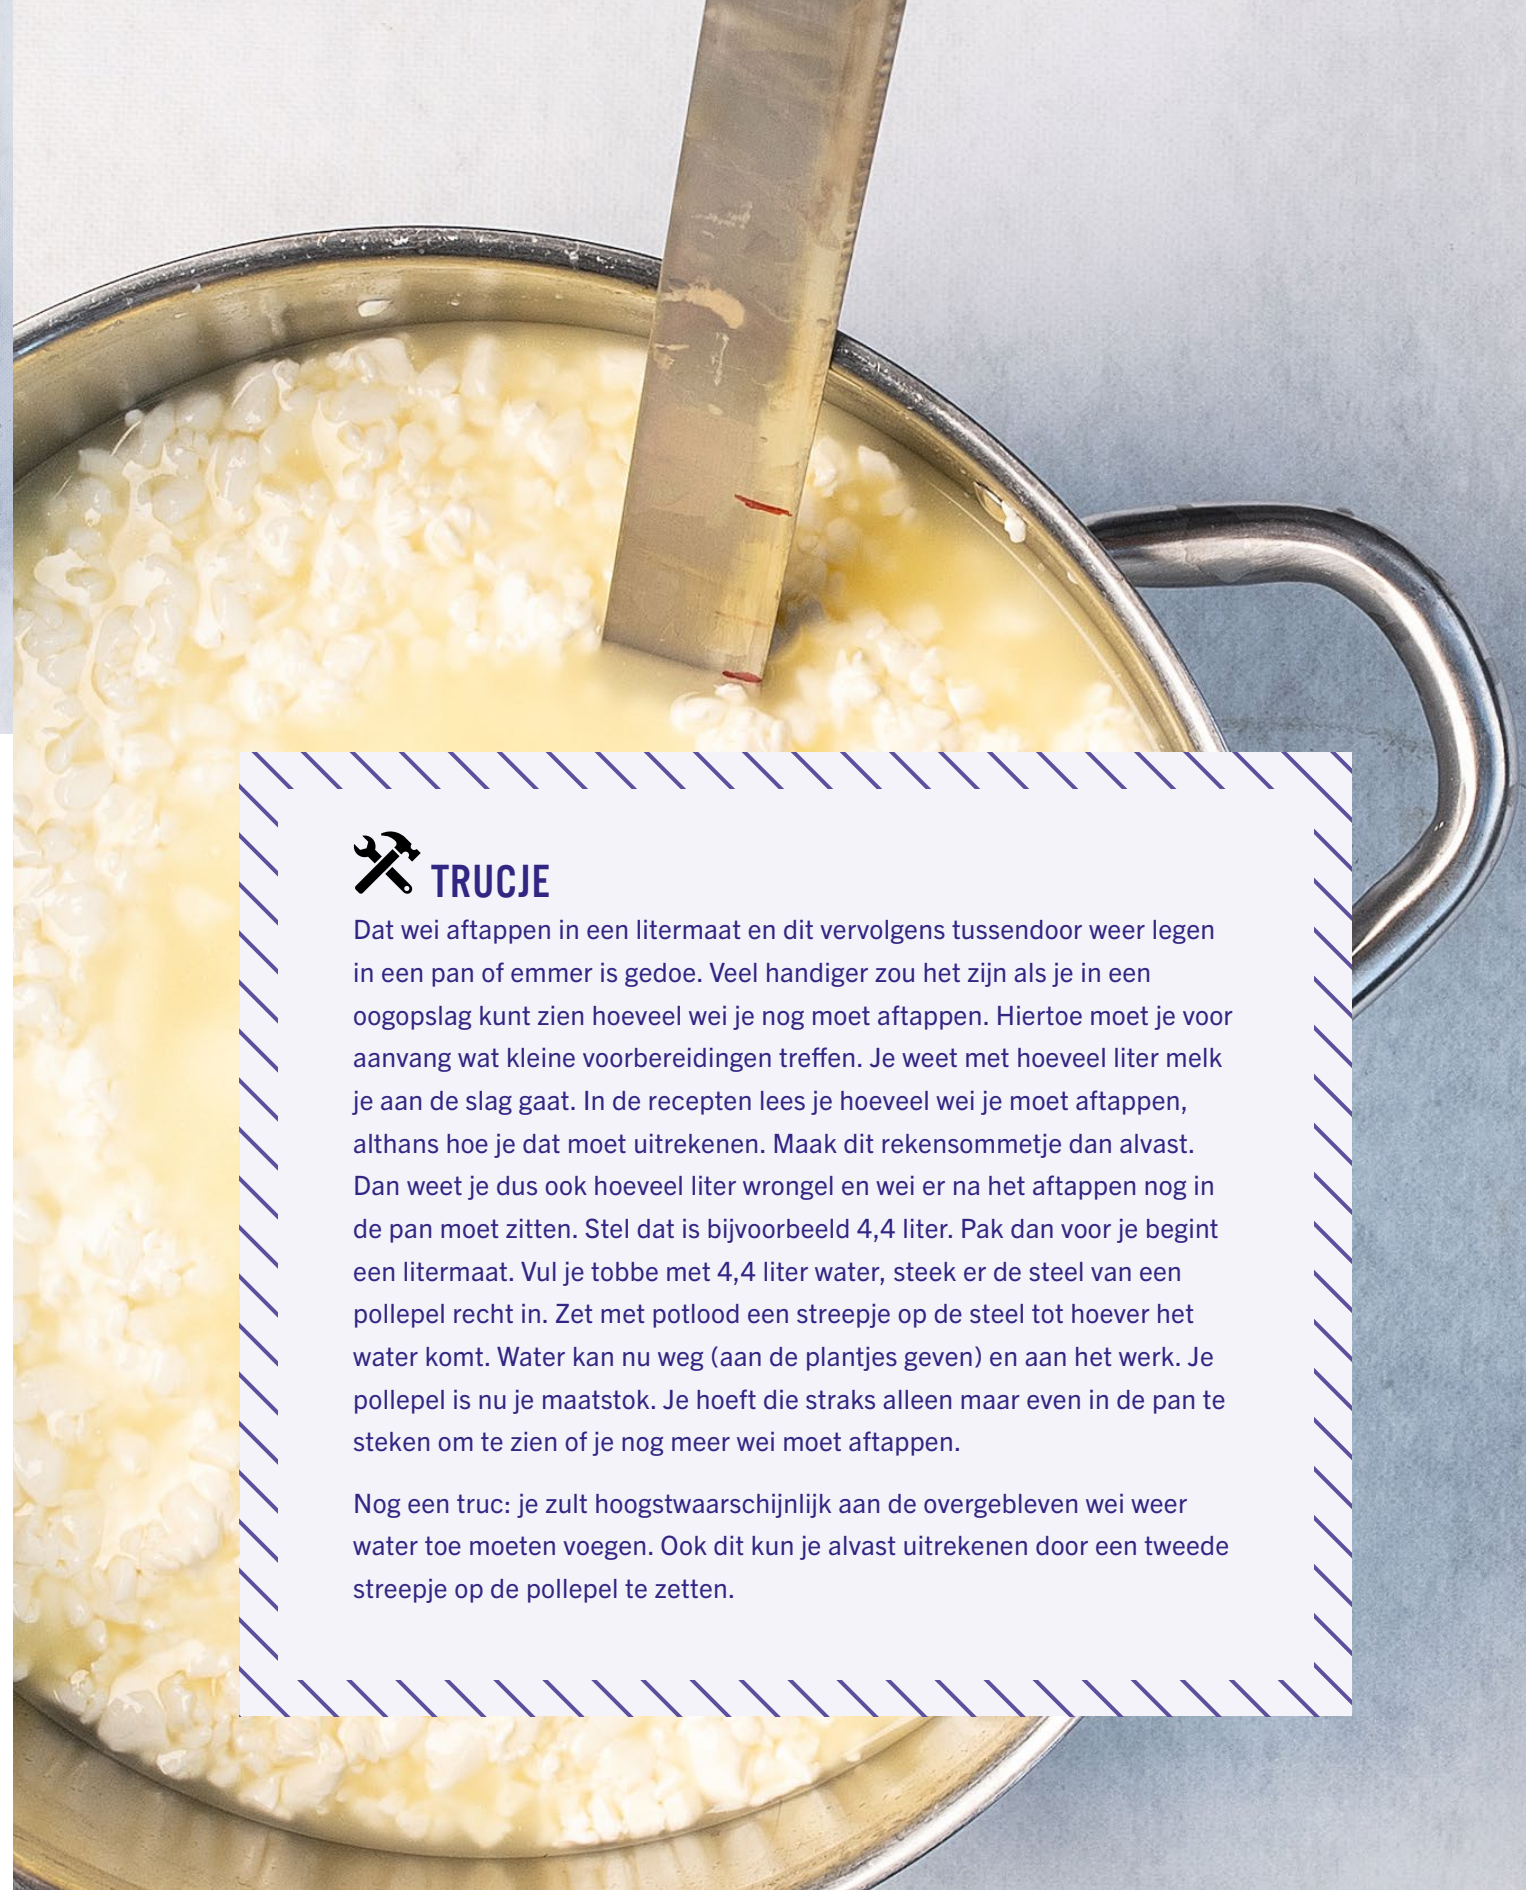 TRUCJE
Dat wei aftappen in een litermaat en dit vervolgens tussendoor weer legen
in een pan of emmer is gedoe. Veel handiger zou het zijn als je in een
oogopslag kunt zien hoeveel wei je nog moet aftappen. Hiertoe moet je voor
aanvang wat kleine voorbereidingen treffen. Je weet met hoeveel liter melk
je aan de slag gaat. In de recepten lees je hoeveel wei je moet aftappen,
althans hoe je dat moet uitrekenen. Maak dit rekensommetje dan alvast.
Dan weet je dus ook hoeveel liter wrongel en wei er na het aftappen nog in
de pan moet zitten. Stel dat is bijvoorbeeld 4,4 liter. Pak dan voor je begint
een litermaat. Vul je tobbe met 4,4 liter water, steek er de steel van een
pollepel recht in. Zet met potlood een streepje op de steel tot hoever het
water komt. Water kan nu weg (aan de plantjes geven) en aan het werk. Je
pollepel is nu je maatstok. Je hoeft die straks alleen maar even in de pan te
steken om te zien of je nog meer wei moet aftappen.
Nog een truc: je zult hoogstwaarschijnlijk aan de overgebleven wei weer
water toe moeten voegen. Ook dit kun je alvast uitrekenen door een tweede
streepje op de pollepel te zetten.